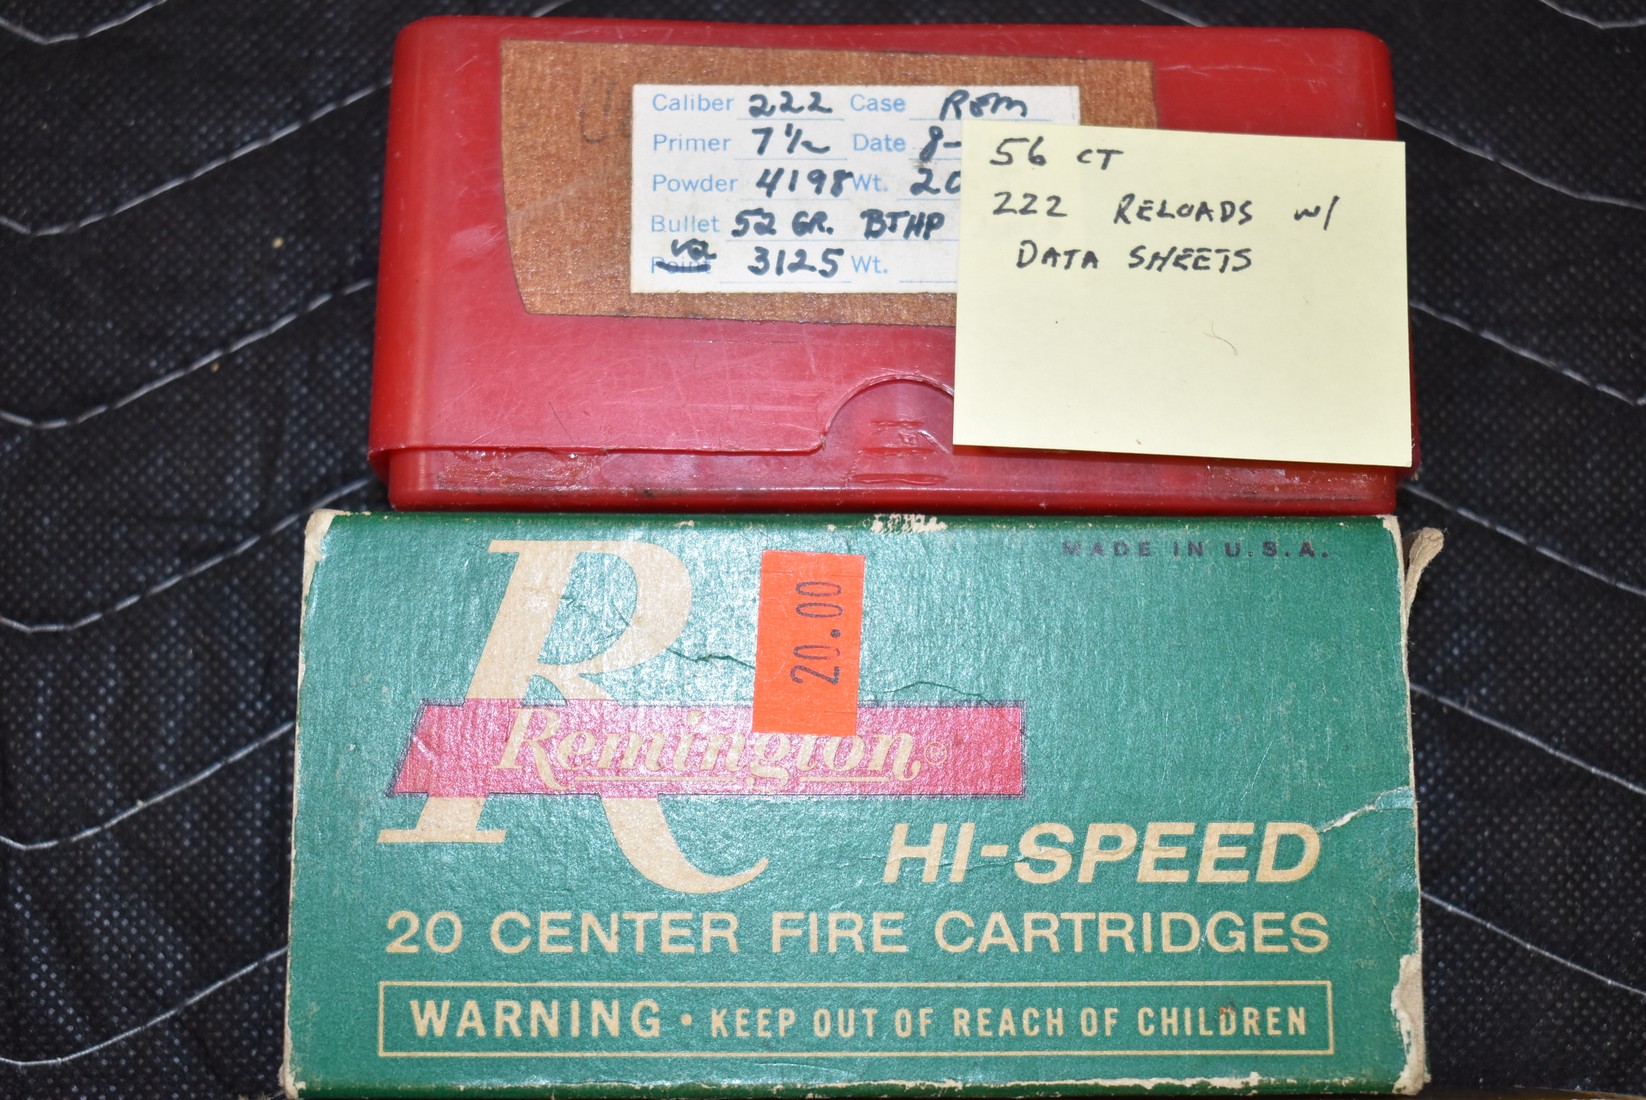 Caliber 222 Case Rem
Primer 7 1/2 Date 8-
Powder 4198 Wt. 20
Bullet 52 GR. BTHP
3125 Wt.
56 CT
222 RELOADS W/
DATA SHEETS
MADE IN U.S.A.
R
20.00
Remington
HI-SPEED
20 CENTER FIRE CARTRIDGES
WARNING • KEEP OUT OF REACH OF CHILDREN